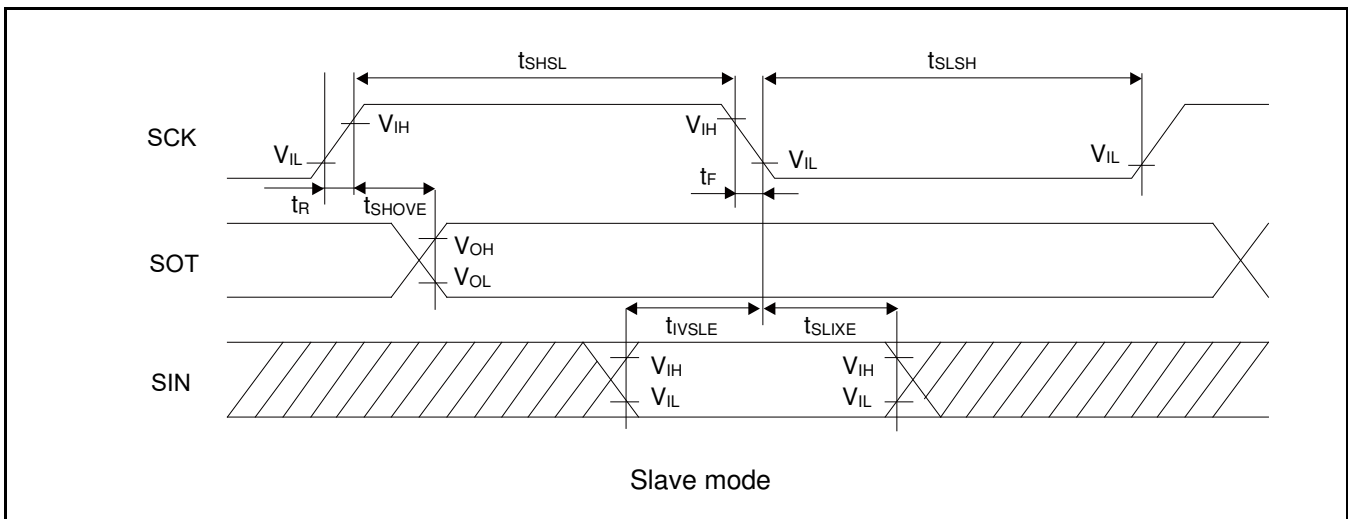 tSHSL tSLSH
SCK VIH VIH
VIL VIL VIL
tR tSHOVE tF
SOT VOH
VOL
tIVSLE tSLIXE
VIH VIH
SIN
VIL VIL
Slave mode